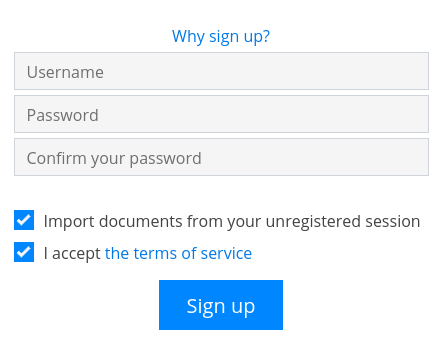 Why sign up?
Username
Password
Confirm your password
Import documents from your unregistered session
I accept the terms of service
Sign up